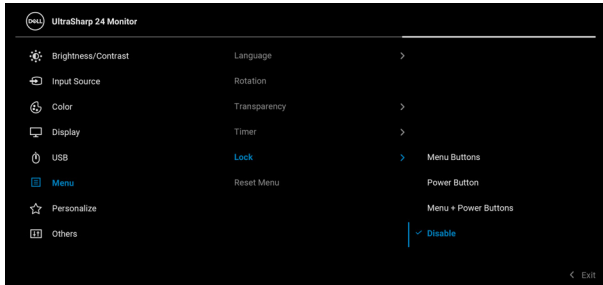 DELL UltraSharp 24 Monitor
Brightness/Contrast Language >
Input Source Rotation
Color Transparency >
Display Timer >
USB Lock > Menu Buttons
Menu Reset Menu Power Button
Personalize Menu + Power Buttons
Others ✓ Disable
< Exit